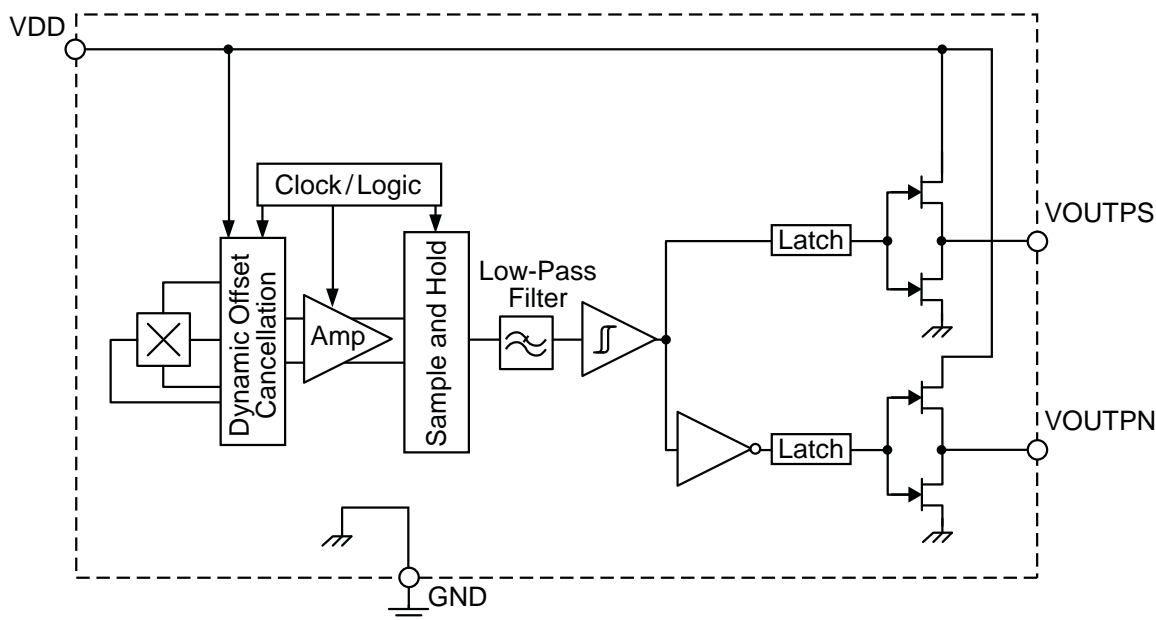 VDD
Clock/Logic
VOUTPS
Latch
Low-Pass
Filter
Dynamic Offset
Cancellation
Amp
Sample and Hold
VOUTPN
Latch
GND